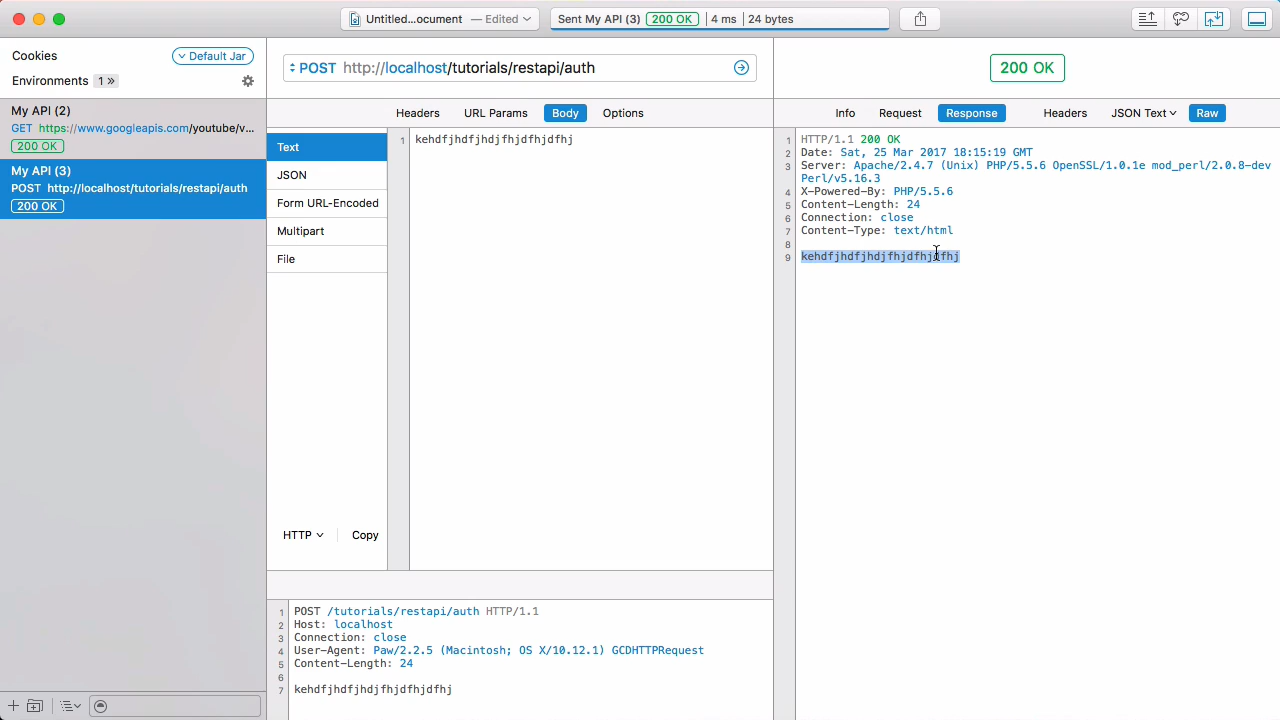 Untitled...ocument — Edited
Sent My API (3) 200 OK 4 ms 24 bytes
Cookies
Default Jar
Environments 1 »
My API (2)
GET https://www.googleapis.com/youtube/v...
200 OK
My API (3)
POST http://localhost/tutorials/restapi/auth
200 OK
POST http://localhost/tutorials/restapi/auth
Headers URL Params Body Options
Text
JSON
Form URL-Encoded
Multipart
File
1 kehdfjhdfjhdjfhjdfhjdfhj
HTTP Copy
1 POST /tutorials/restapi/auth HTTP/1.1
2 Host: localhost
3 Connection: close
4 User-Agent: Paw/2.2.5 (Macintosh; OS X/10.12.1) GCDHTTPRequest
5 Content-Length: 24
6
7 kehdfjhdfjhdjfhjdfhjdfhj
200 OK
Info Request Response Headers JSON Text Raw
1 HTTP/1.1 200 OK
2 Date: Sat, 25 Mar 2017 18:15:19 GMT
3 Server: Apache/2.4.7 (Unix) PHP/5.5.6 OpenSSL/1.0.1e mod_perl/2.0.8-dev
Perl/v5.16.3
4 X-Powered-By: PHP/5.5.6
5 Content-Length: 24
6 Connection: close
7 Content-Type: text/html
8
9 kehdfjhdfjhdjfhjdfhjdfhj